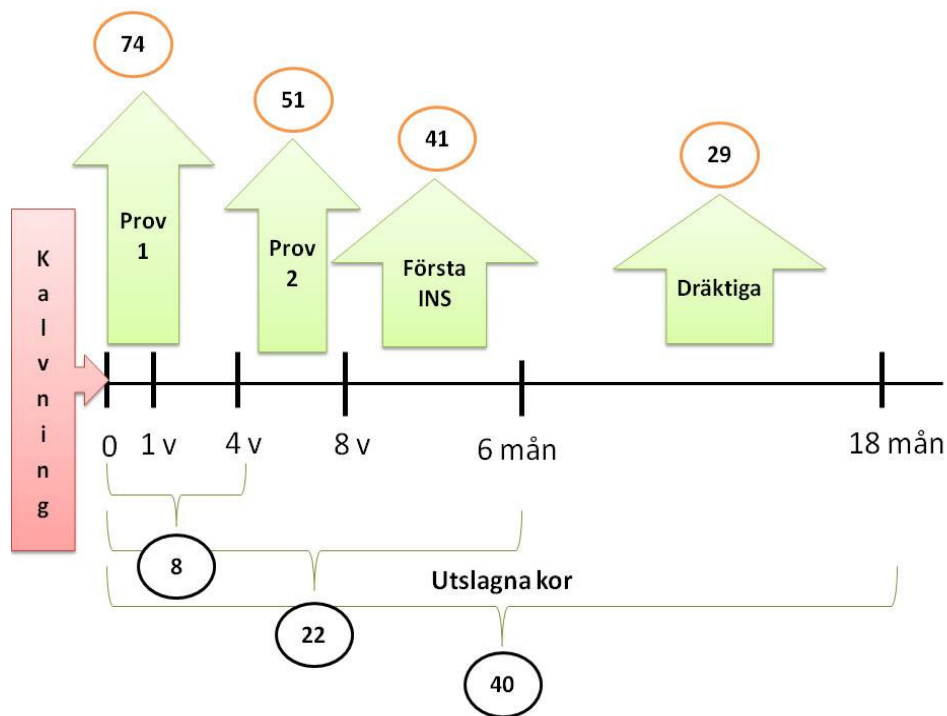 74
51
41
29
Prov
1
Prov
2
Första
INS
Dräktiga
Kalvning
0
1 v
4 v
8 v
6 mån
18 mån
8
Utslagna kor
22
40